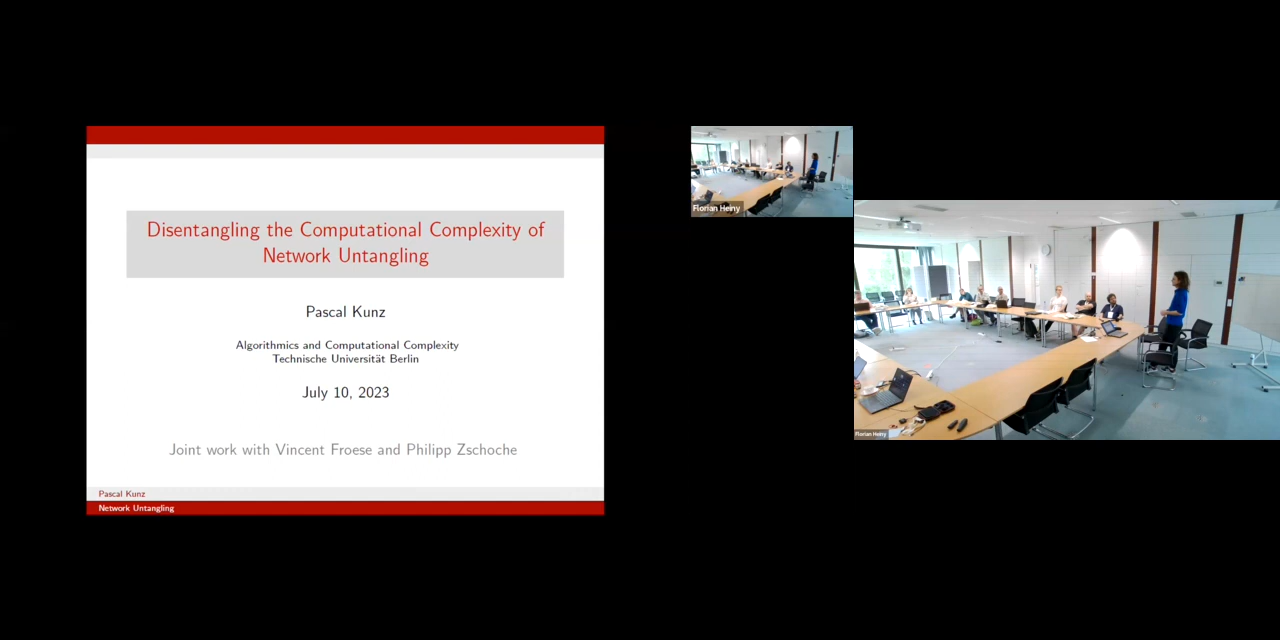 Disentangling the Computational Complexity of
Network Untangling
Pascal Kunz
Algorithmics and Computational Complexity
Technische Universität Berlin
July 10, 2023
Joint work with Vincent Froese and Philipp Zschoche
Pascal Kunz
Network Untangling
Florian Heiny
Florian Heiny